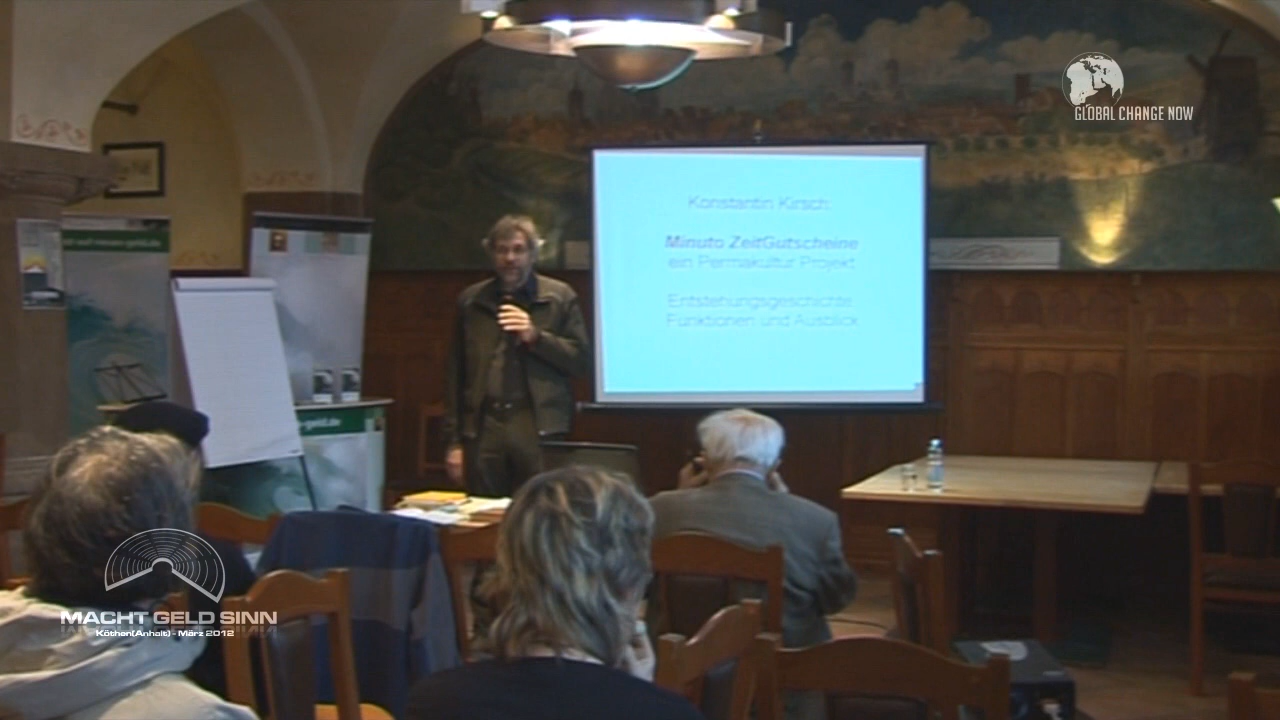 GLOBAL CHANGE NOW
Konstantin Kirsch:
Minuto ZeitGutscheine
ein Permakultur Projekt
Entstehungsgeschichte,
Funktionen und Ausblick
MACHT GELD SINN
Köthen(Anhalt) - März 2012